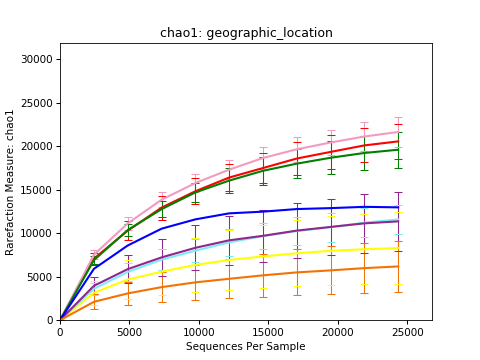 chao1: geographic_location
Rarefaction Measure: chao1
30000
25000
20000
15000
10000
5000
0
0 5000 10000 15000 20000 25000
Sequences Per Sample